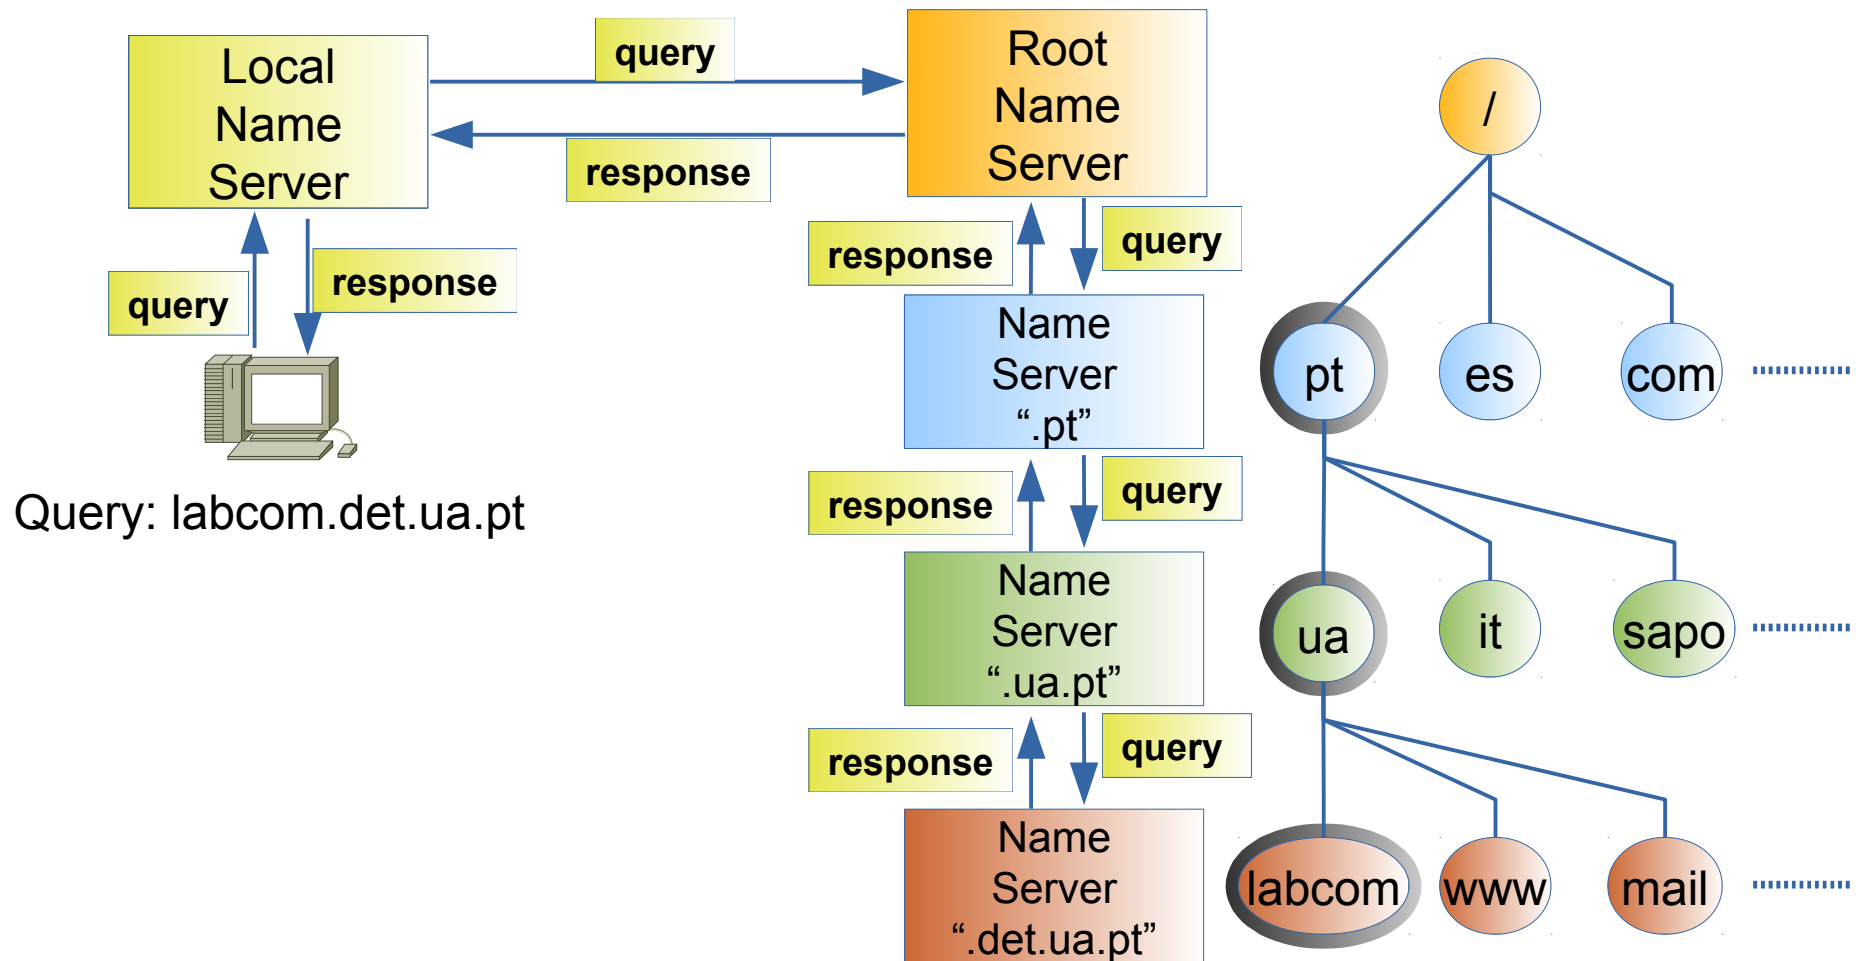 Local
Name
Server
query
response
Root
Name
Server
query
response
Query: labcom.det.ua.pt
response
query
Name
Server
“.pt”
response
query
Name
Server
“.ua.pt”
response
query
Name
Server
“.det.ua.pt”
/
pt
es
com
ua
it
sapo
labcom
www
mail